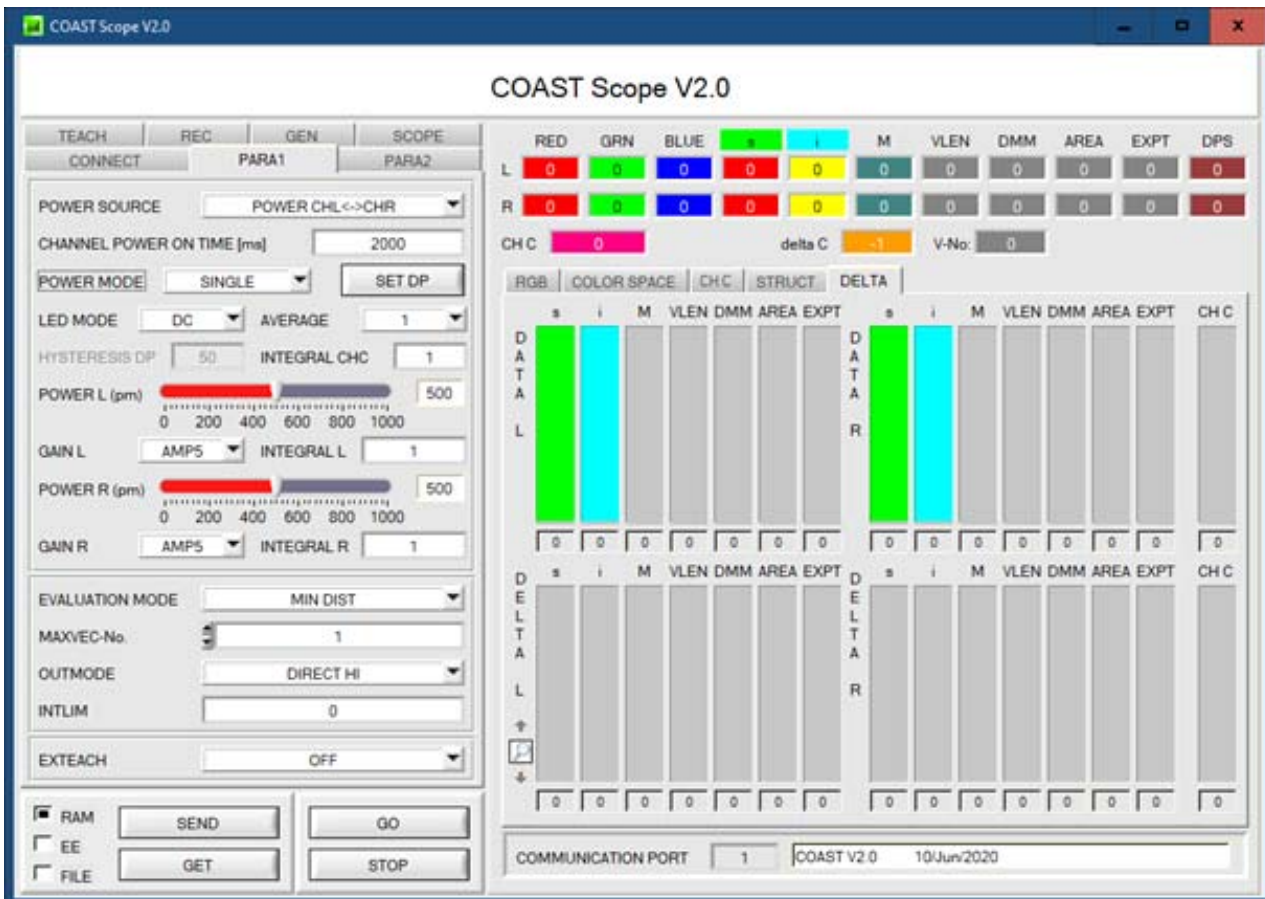 COAST Scope V2.0
COAST Scope V2.0
TEACH REC GEN SCOPE
CONNECT PARA1 PARA2
POWER SOURCE POWER CHL<->CHR
CHANNEL POWER ON TIME [ms] 2000
POWER MODE SINGLE SET DP
LED MODE DC AVERAGE 1
HYSTERESIS DP 50 INTEGRAL CHC 1
POWER L (pm) 500
0 200 400 600 800 1000
GAIN L AMP5 INTEGRAL L 1
POWER R (pm) 500
0 200 400 600 800 1000
GAIN R AMP5 INTEGRAL R 1
EVALUATION MODE MIN DIST
MAXVEC-No. 1
OUTMODE DIRECT HI
INTLIM 0
EXTEACH OFF
RAM SEND GO
EE
GET STOP
FILE
RED GRN BLUE s i M VLEN DMM AREA EXPT DPS
L 0 0 0 0 0 0 0 0 0 0 0
R 0 0 0 0 0 0 0 0 0 0 0
CH C 0 delta C -1 V-No: 0
RGB COLOR SPACE CH C STRUCT DELTA
s i M VLEN DMM AREA EXPT s i M VLEN DMM AREA EXPT CH C
DATA L DATA R
0 0 0 0 0 0 0 0 0 0 0 0 0 0 0
s i M VLEN DMM AREA EXPT s i M VLEN DMM AREA EXPT CH C
DELTA L DELTA R
0 0 0 0 0 0 0 0 0 0 0 0 0 0 0
COMMUNICATION PORT 1 COAST V2.0 10/Jun/2020